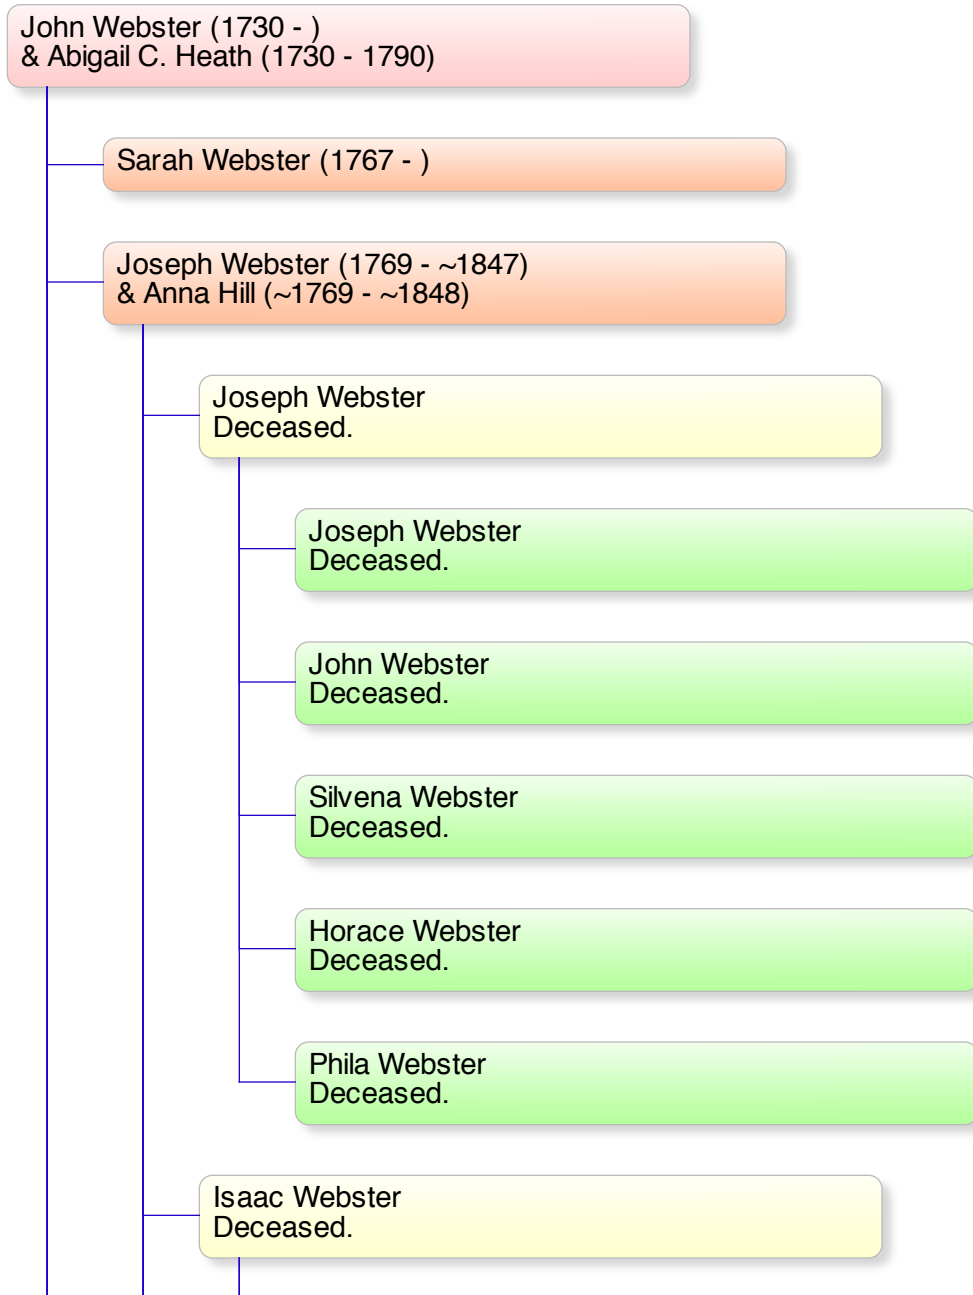 John Webster (1730 - )
& Abigail C. Heath (1730 - 1790)
Sarah Webster (1767 - )
Joseph Webster (1769 - ~1847)
& Anna Hill (~1769 - ~1848)
Joseph Webster
Deceased.
Joseph Webster
Deceased.
John Webster
Deceased.
Silvena Webster
Deceased.
Horace Webster
Deceased.
Phila Webster
Deceased.
Isaac Webster
Deceased.